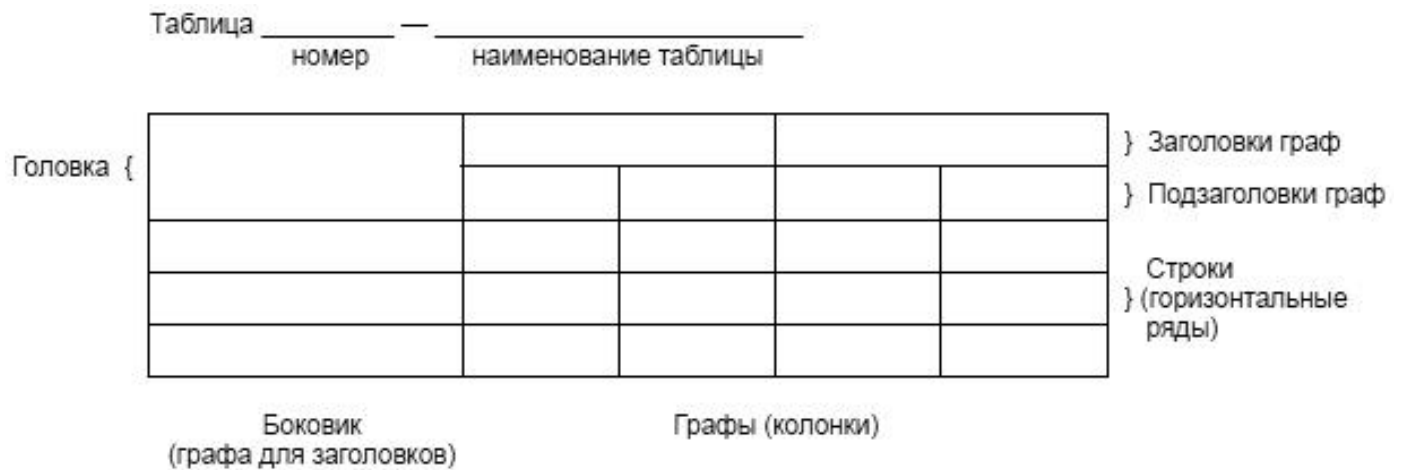 Таблица _________ — _________________________
номер наименование таблицы
} Заголовки граф
Головка {
} Подзаголовки граф
Строки
} (горизонтальные
ряды)
Боковик Графы (колонки)
(графа для заголовков)